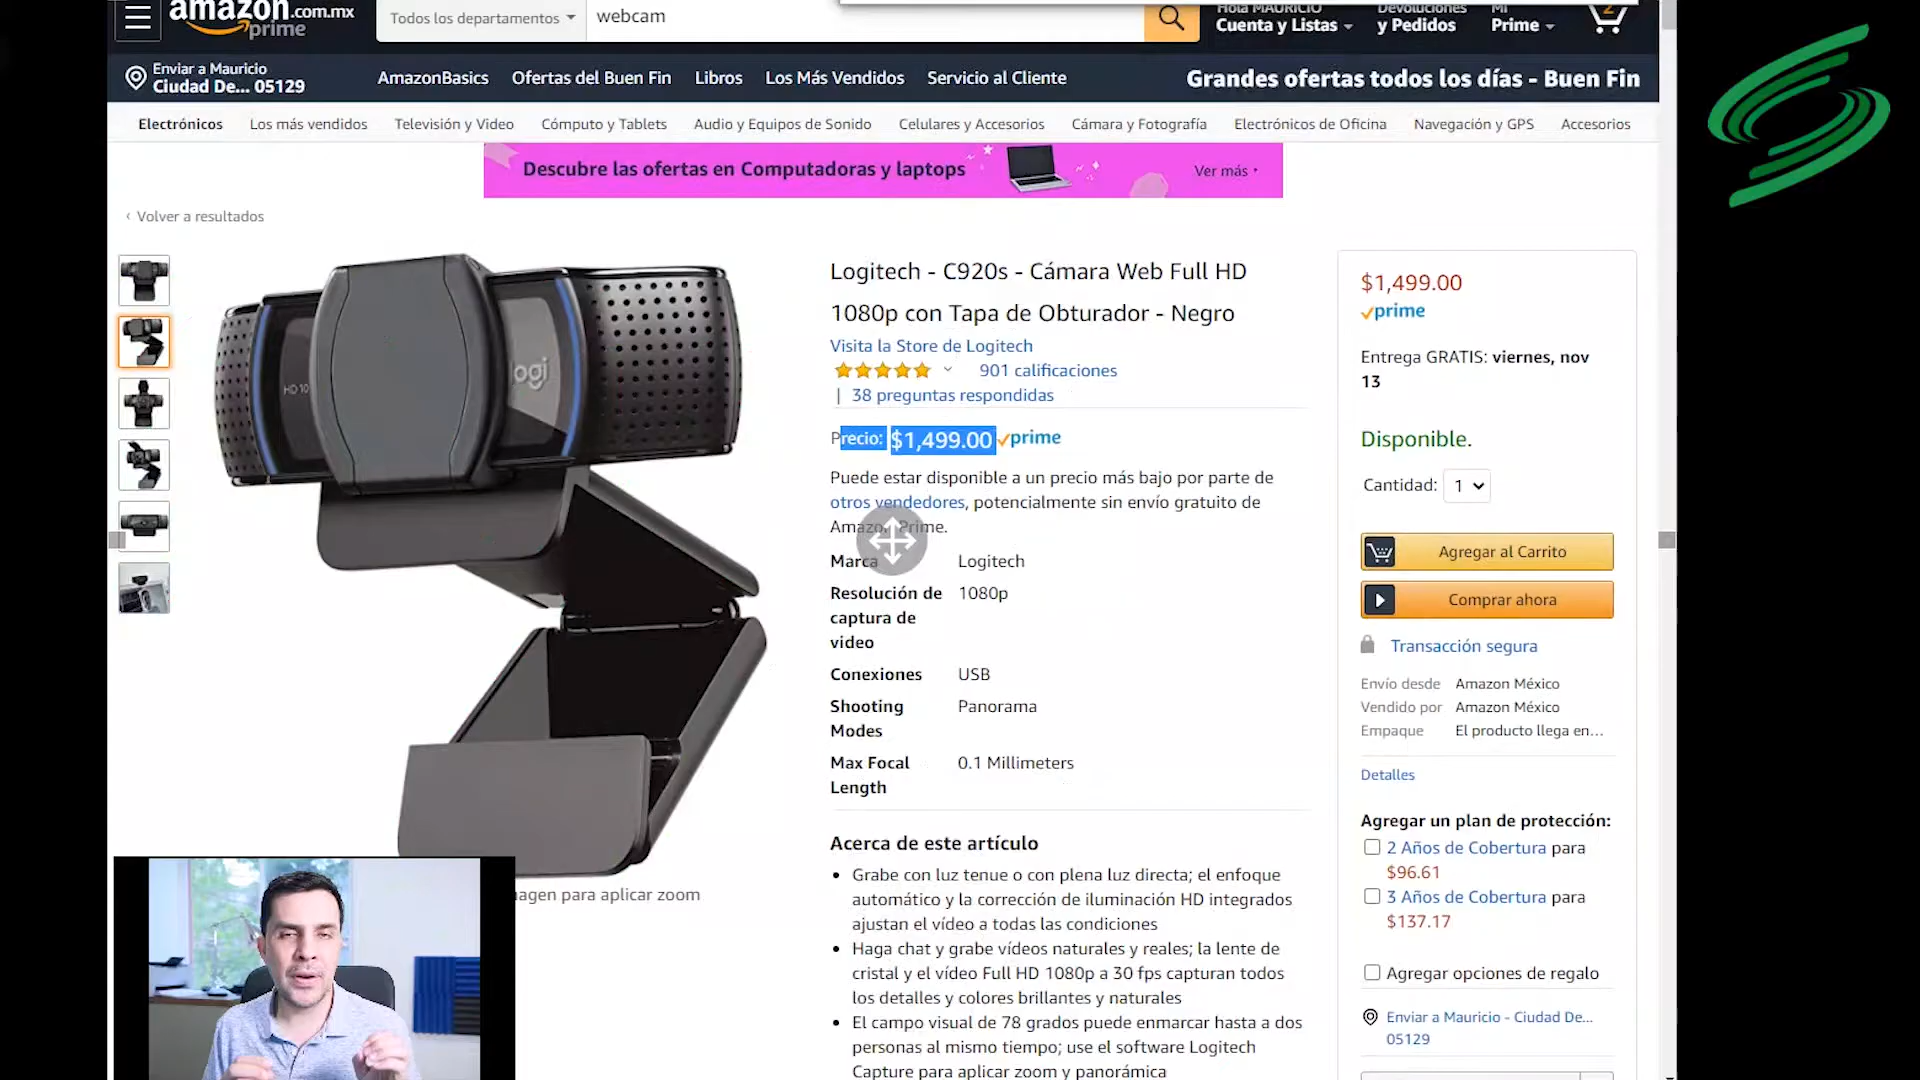 amazon.com.mx
prime
Todos los departamentos
webcam
Hola MAURICIO
Cuenta y Listas
Devoluciones
y Pedidos
Mi
Prime
2
Enviar a Mauricio
Ciudad De... 05129
AmazonBasics
Ofertas del Buen Fin
Libros
Los Más Vendidos
Servicio al Cliente
Grandes ofertas todos los días - Buen Fin
Electrónicos
Los más vendidos
Televisión y Video
Cómputo y Tablets
Audio y Equipos de Sonido
Celulares y Accesorios
Cámara y Fotografía
Electrónicos de Oficina
Navegación y GPS
Accesorios
Descubre las ofertas en Computadoras y laptops
Ver más
‹ Volver a resultados
HD 10
logi
agen para aplicar zoom
Logitech - C920s - Cámara Web Full HD
1080p con Tapa de Obturador - Negro
Visita la Store de Logitech
901 calificaciones
| 38 preguntas respondidas
Precio: $1,499.00 prime
Puede estar disponible a un precio más bajo por parte de
otros vendedores, potencialmente sin envío gratuito de
Amazon Prime.
Marca Logitech
Resolución de 1080p
captura de
video
Conexiones USB
Shooting Panorama
Modes
Max Focal 0.1 Millimeters
Length
Acerca de este artículo
• Grabe con luz tenue o con plena luz directa; el enfoque
automático y la corrección de iluminación HD integrados
ajustan el vídeo a todas las condiciones
• Haga chat y grabe vídeos naturales y reales; la lente de
cristal y el vídeo Full HD 1080p a 30 fps capturan todos
los detalles y colores brillantes y naturales
• El campo visual de 78 grados puede enmarcar hasta a dos
personas al mismo tiempo; use el software Logitech
Capture para aplicar zoom y panorámica
$1,499.00
prime
Entrega GRATIS: viernes, nov
13
Disponible.
Cantidad: 1
Agregar al Carrito
Comprar ahora
Transacción segura
Envío desde Amazon México
Vendido por Amazon México
Empaque El producto llega en...
Detalles
Agregar un plan de protección:
2 Años de Cobertura para
$96.61
3 Años de Cobertura para
$137.17
Agregar opciones de regalo
Enviar a Mauricio - Ciudad De...
05129